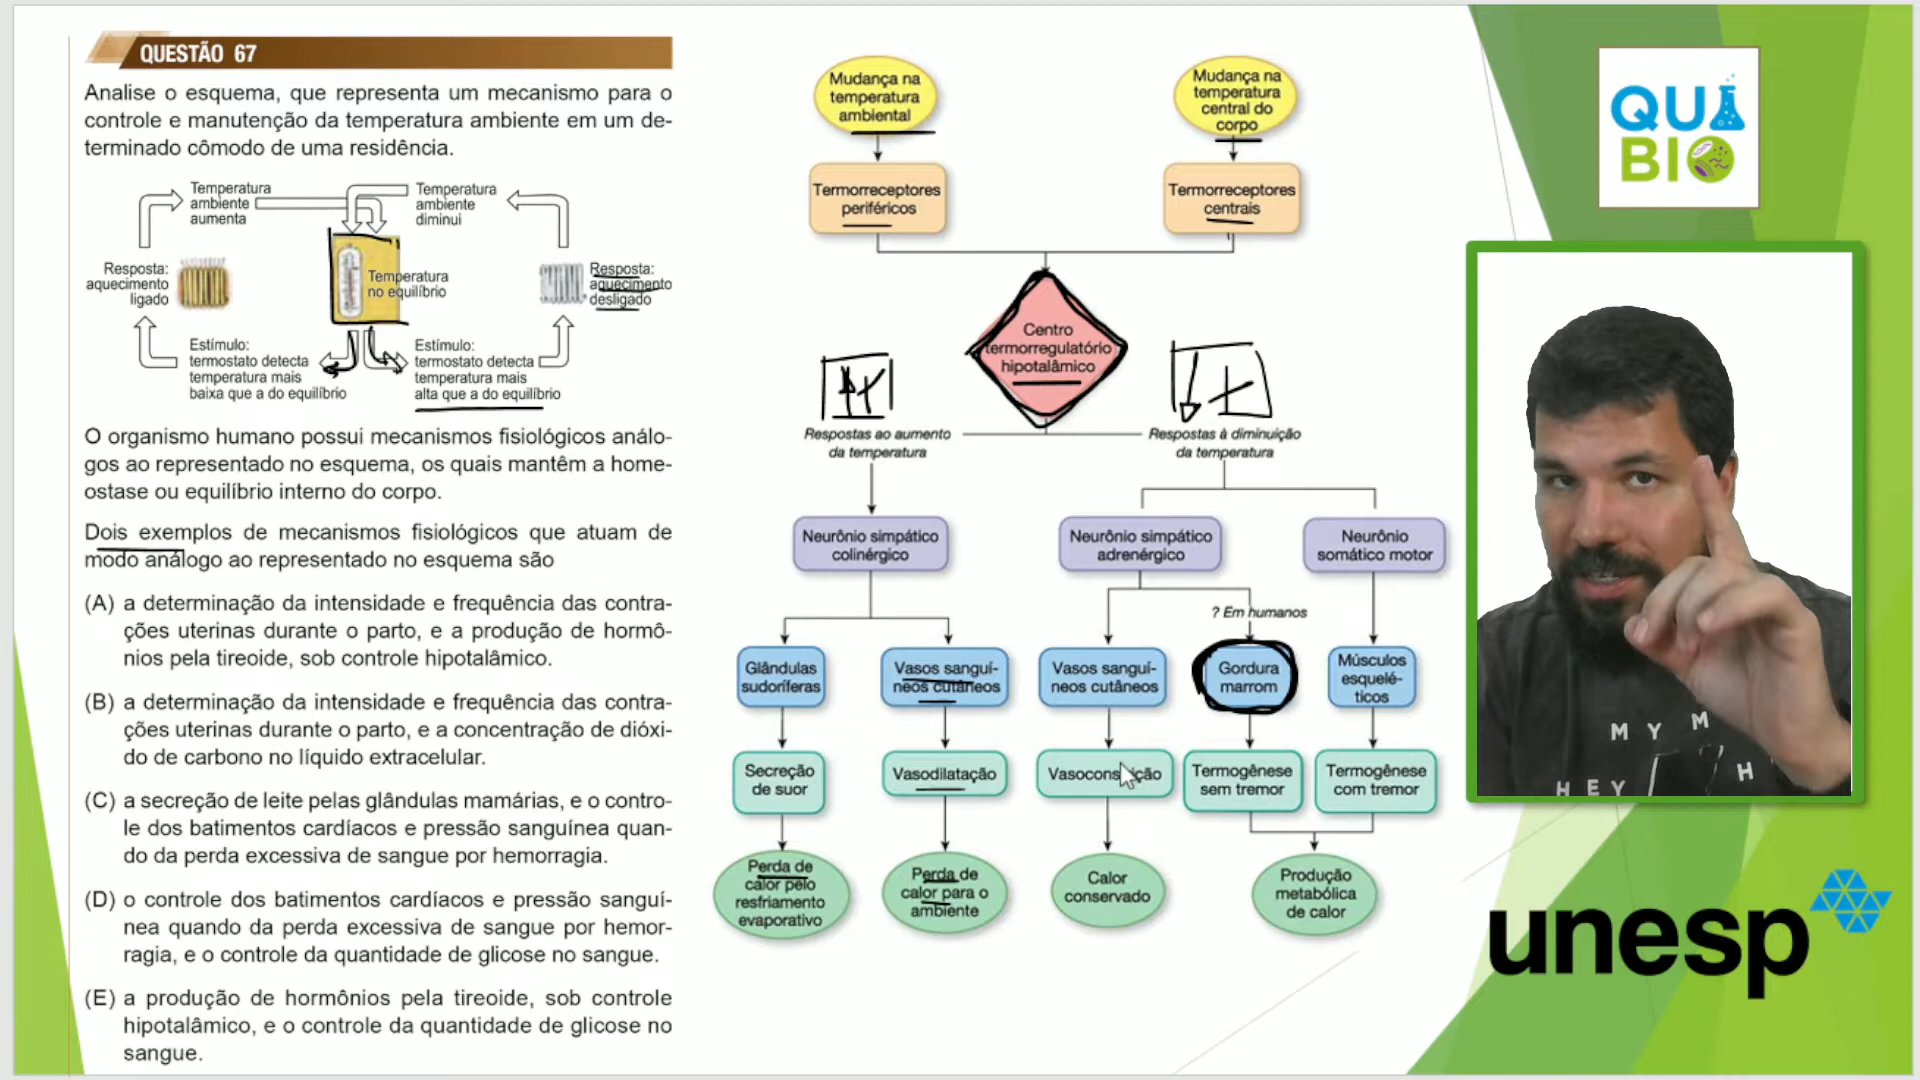 QUESTÃO 67
Analise o esquema, que representa um mecanismo para o
controle e manutenção da temperatura ambiente em um de-
terminado cômodo de uma residência.
Temperatura
ambiente
aumenta
Temperatura
ambiente
diminui
Resposta:
aquecimento
ligado
Temperatura
no equilíbrio
Resposta:
aquecimento
desligado
Estímulo:
termostato detecta
temperatura mais
baixa que a do equilíbrio
Estímulo:
termostato detecta
temperatura mais
alta que a do equilíbrio
O organismo humano possui mecanismos fisiológicos análo-
gos ao representado no esquema, os quais mantêm a home-
ostase ou equilíbrio interno do corpo.
Dois exemplos de mecanismos fisiológicos que atuam de
modo análogo ao representado no esquema são
(A) a determinação da intensidade e frequência das contra-
ções uterinas durante o parto, e a produção de hormô-
nios pela tireoide, sob controle hipotalâmico.
(B) a determinação da intensidade e frequência das contra-
ções uterinas durante o parto, e a concentração de dióxi-
do de carbono no líquido extracelular.
(C) a secreção de leite pelas glândulas mamárias, e o contro-
le dos batimentos cardíacos e pressão sanguínea quan-
do da perda excessiva de sangue por hemorragia.
(D) o controle dos batimentos cardíacos e pressão sanguí-
nea quando da perda excessiva de sangue por hemor-
ragia, e o controle da quantidade de glicose no sangue.
(E) a produção de hormônios pela tireoide, sob controle
hipotalâmico, e o controle da quantidade de glicose no
sangue.
Mudança na
temperatura
ambiental
Mudança na
temperatura
central do
corpo
Termorreceptores
periféricos
Termorreceptores
centrais
Centro
termorregulatório
hipotalâmico
Respostas ao aumento
da temperatura
Respostas à diminuição
da temperatura
Neurônio simpático
colinérgico
Neurônio simpático
adrenérgico
Neurônio
somático motor
? Em humanos
Glândulas
sudoríferas
Vasos sanguí-
neos cutâneos
Vasos sanguí-
neos cutâneos
Gordura
marrom
Músculos
esquelé-
ticos
Secreção
de suor
Vasodilatação
Termogênese
sem tremor
Termogênese
com tremor
Perda de
calor pelo
resfriamento
evaporativo
Perda de
calor para o
ambiente
Calor
conservado
Produção
metabólica
de calor
QUI
BIO
MY M
HEY H
unesp